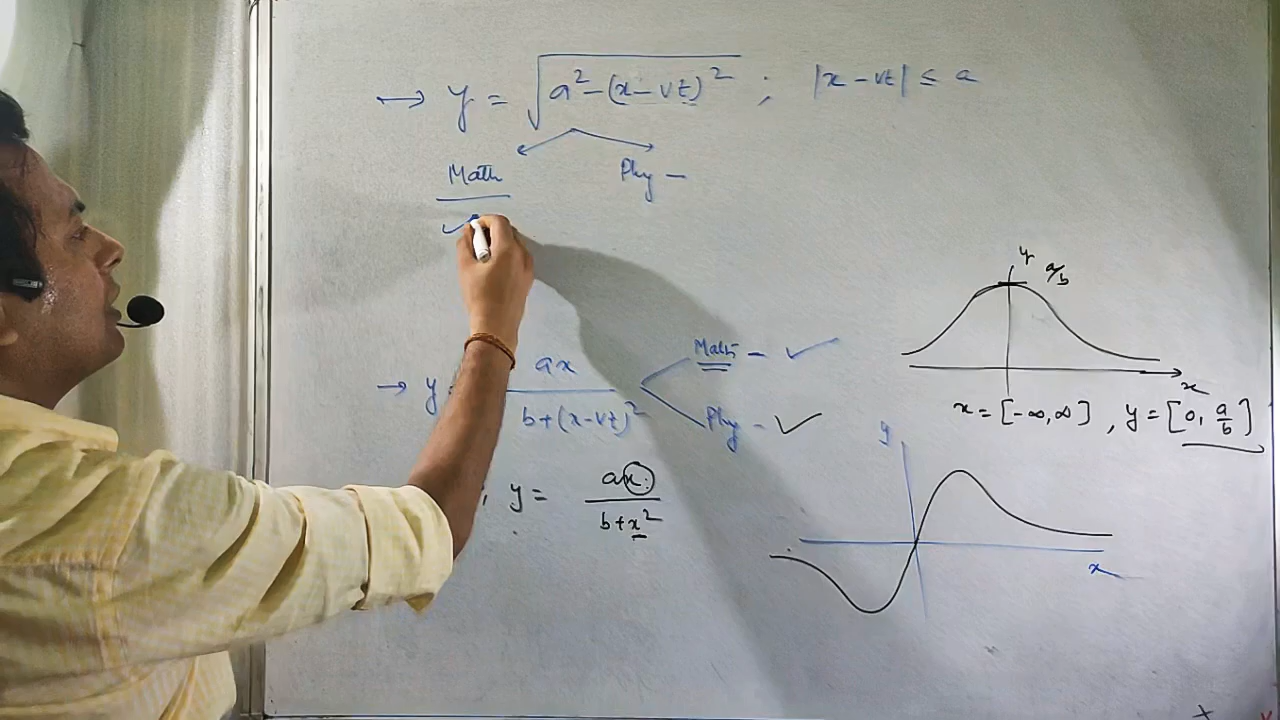 → y = √(a² - (x - vt)²) ; |x - vt| ≤ a
Math Phy -
✓
y a/b
→ y ax / b + (x - vt)² Math - ✓
Phy - ✓
x
x = [-∞, ∞] , y = [0, a/b]
y
, y = ax / b + x²
x